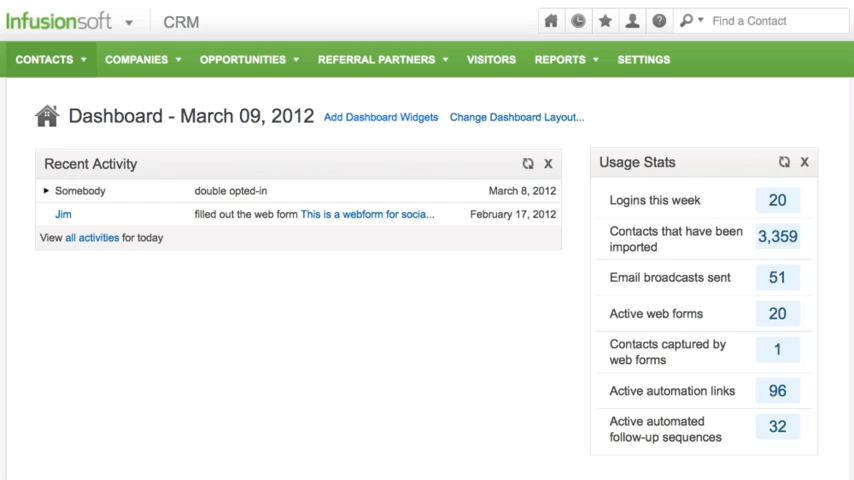 Infusionsoft CRM Find a Contact
CONTACTS COMPANIES OPPORTUNITIES REFERRAL PARTNERS VISITORS REPORTS SETTINGS
Dashboard - March 09, 2012 Add Dashboard Widgets Change Dashboard Layout...
Recent Activity
Somebody double opted-in March 8, 2012
Jim filled out the web form This is a webform for socia... February 17, 2012
View all activities for today
Usage Stats
Logins this week 20
Contacts that have been
imported 3,359
Email broadcasts sent 51
Active web forms 20
Contacts captured by
web forms 1
Active automation links 96
Active automated
follow-up sequences 32